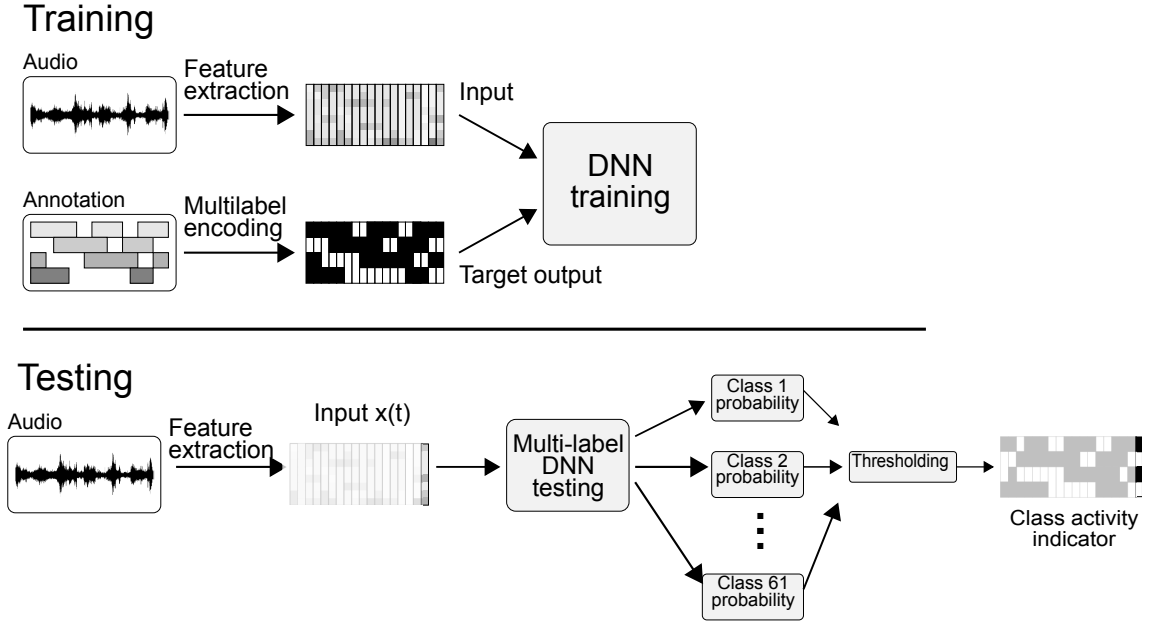 Training
Audio
Feature
extraction
Input
DNN
training
Annotation
Multilabel
encoding
Target output
Testing
Audio
Feature
extraction
Input x(t)
Multi-label
DNN
testing
Class 1
probability
Class 2
probability
Class 61
probability
Thresholding
Class activity
indicator